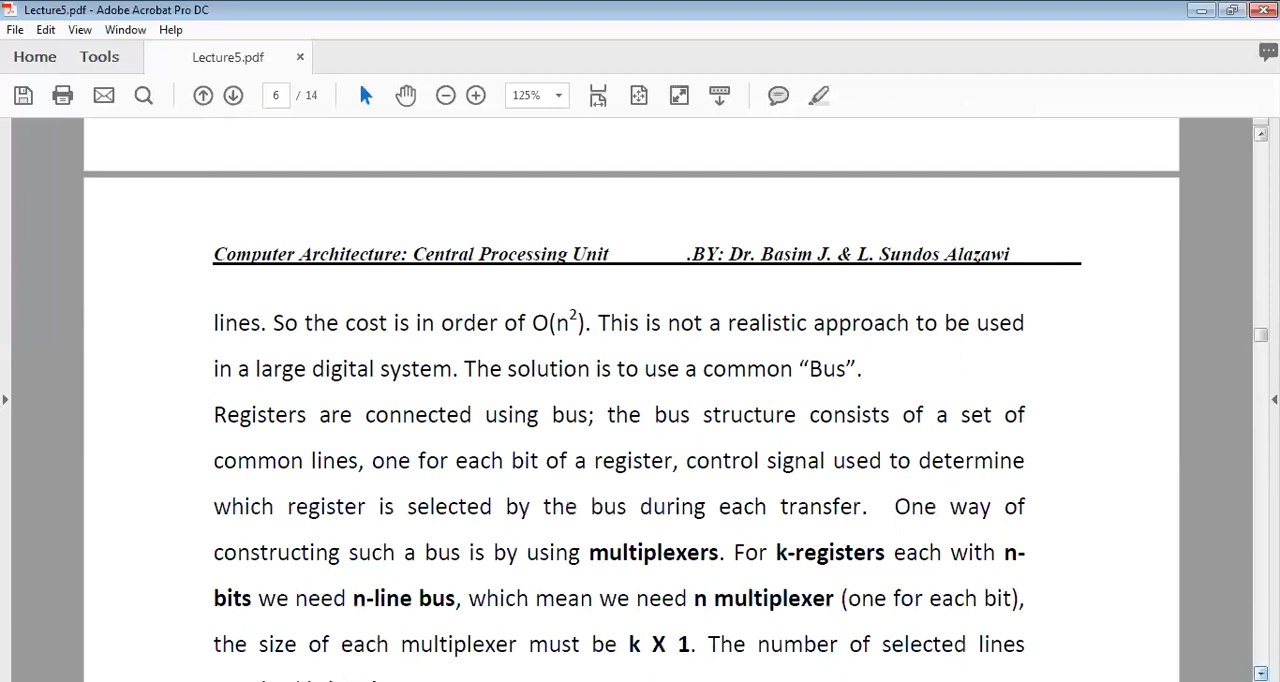 Lecture5.pdf - Adobe Acrobat Pro DC
File Edit View Window Help
Home Tools Lecture5.pdf ×
6 / 14 125%
Computer Architecture: Central Processing Unit .BY: Dr. Basim J. & L. Sundos Alazawi
lines. So the cost is in order of O(n²). This is not a realistic approach to be used
in a large digital system. The solution is to use a common “Bus”.
Registers are connected using bus; the bus structure consists of a set of
common lines, one for each bit of a register, control signal used to determine
which register is selected by the bus during each transfer. One way of
constructing such a bus is by using multiplexers. For k-registers each with n-
bits we need n-line bus, which mean we need n multiplexer (one for each bit),
the size of each multiplexer must be k X 1. The number of selected lines